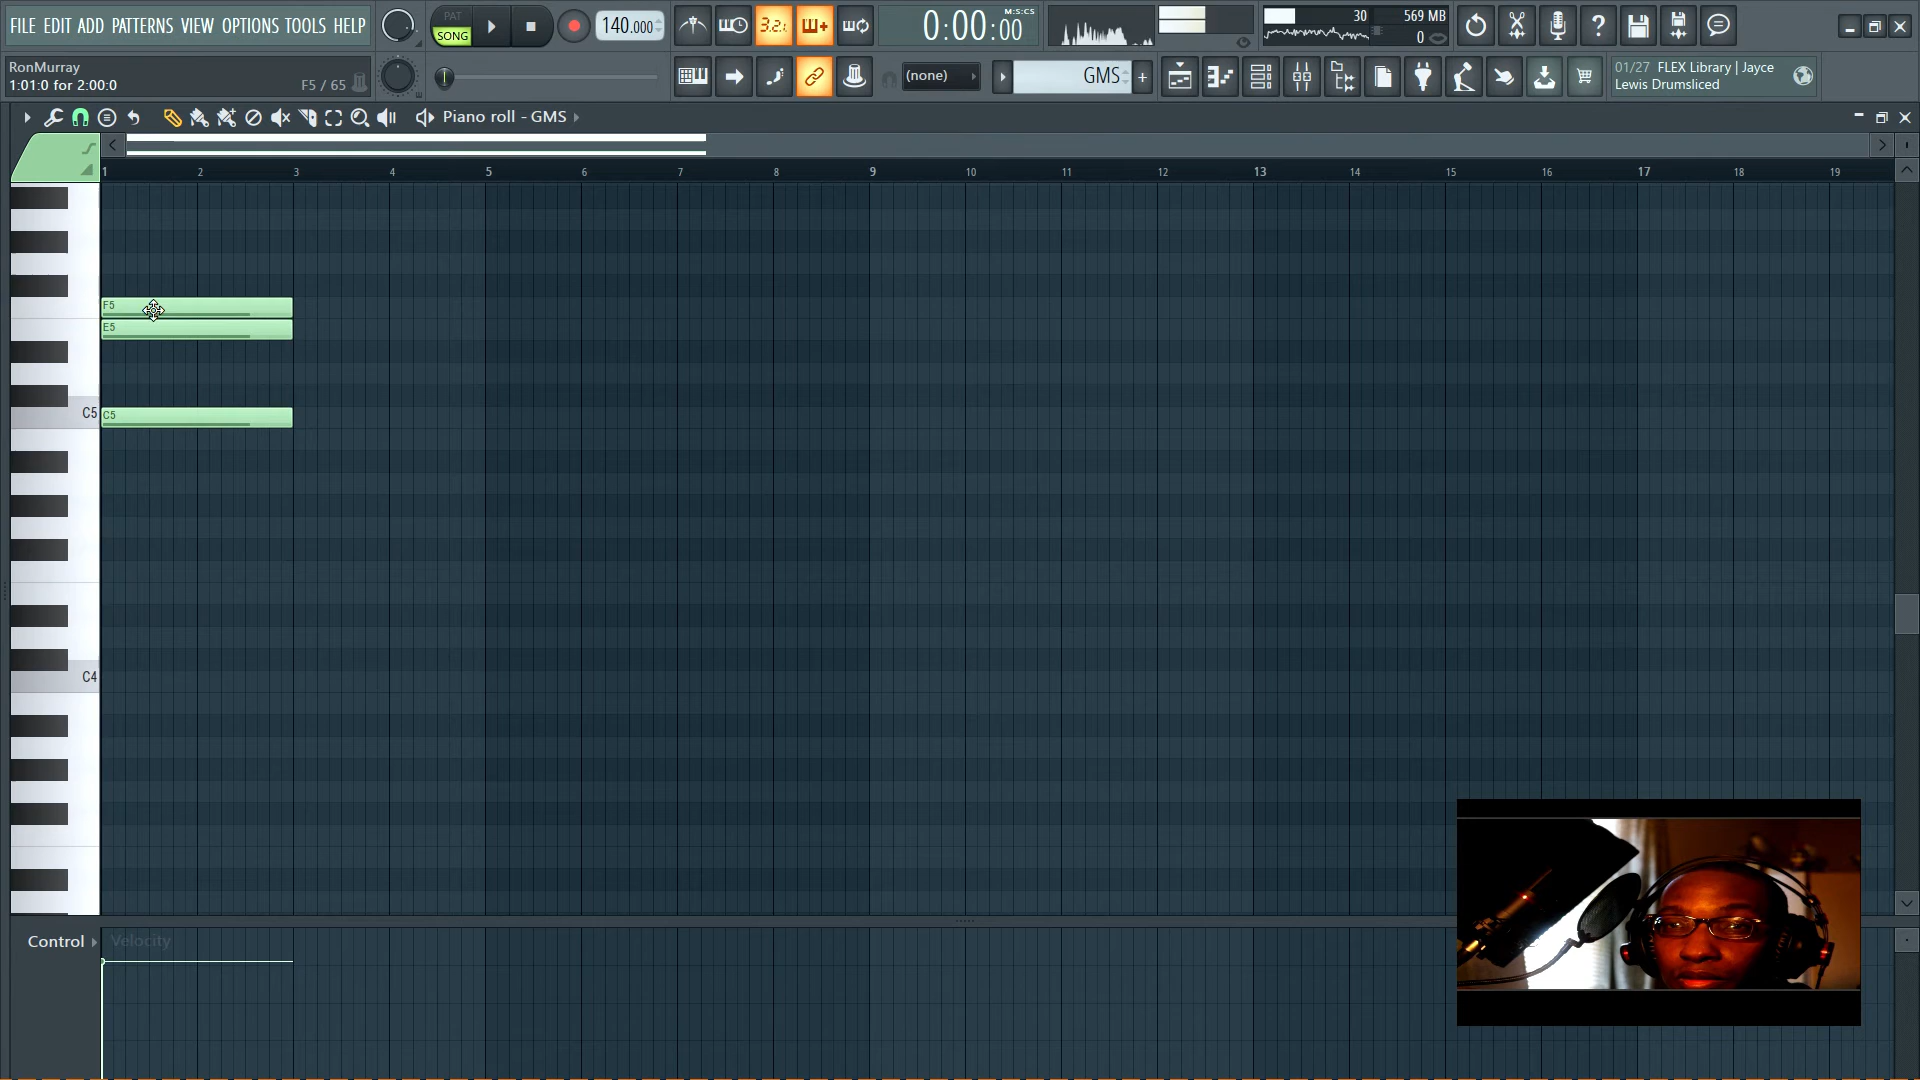 FILE EDIT ADD PATTERNS VIEW OPTIONS TOOLS HELP
PAT
SONG
140.000
3.2.
0:00:00
M:S:CS
30
569 MB
0
RonMurray
1:01:0 for 2:00:0
F5 / 65
(none)
GMS
01/27 FLEX Library | Jayce
Lewis Drumsliced
Piano roll - GMS
1 2 3 4 5 6 7 8 9 10 11 12 13 14 15 16 17 18 19
F5
E5
C5
C5
C4
Control
Velocity